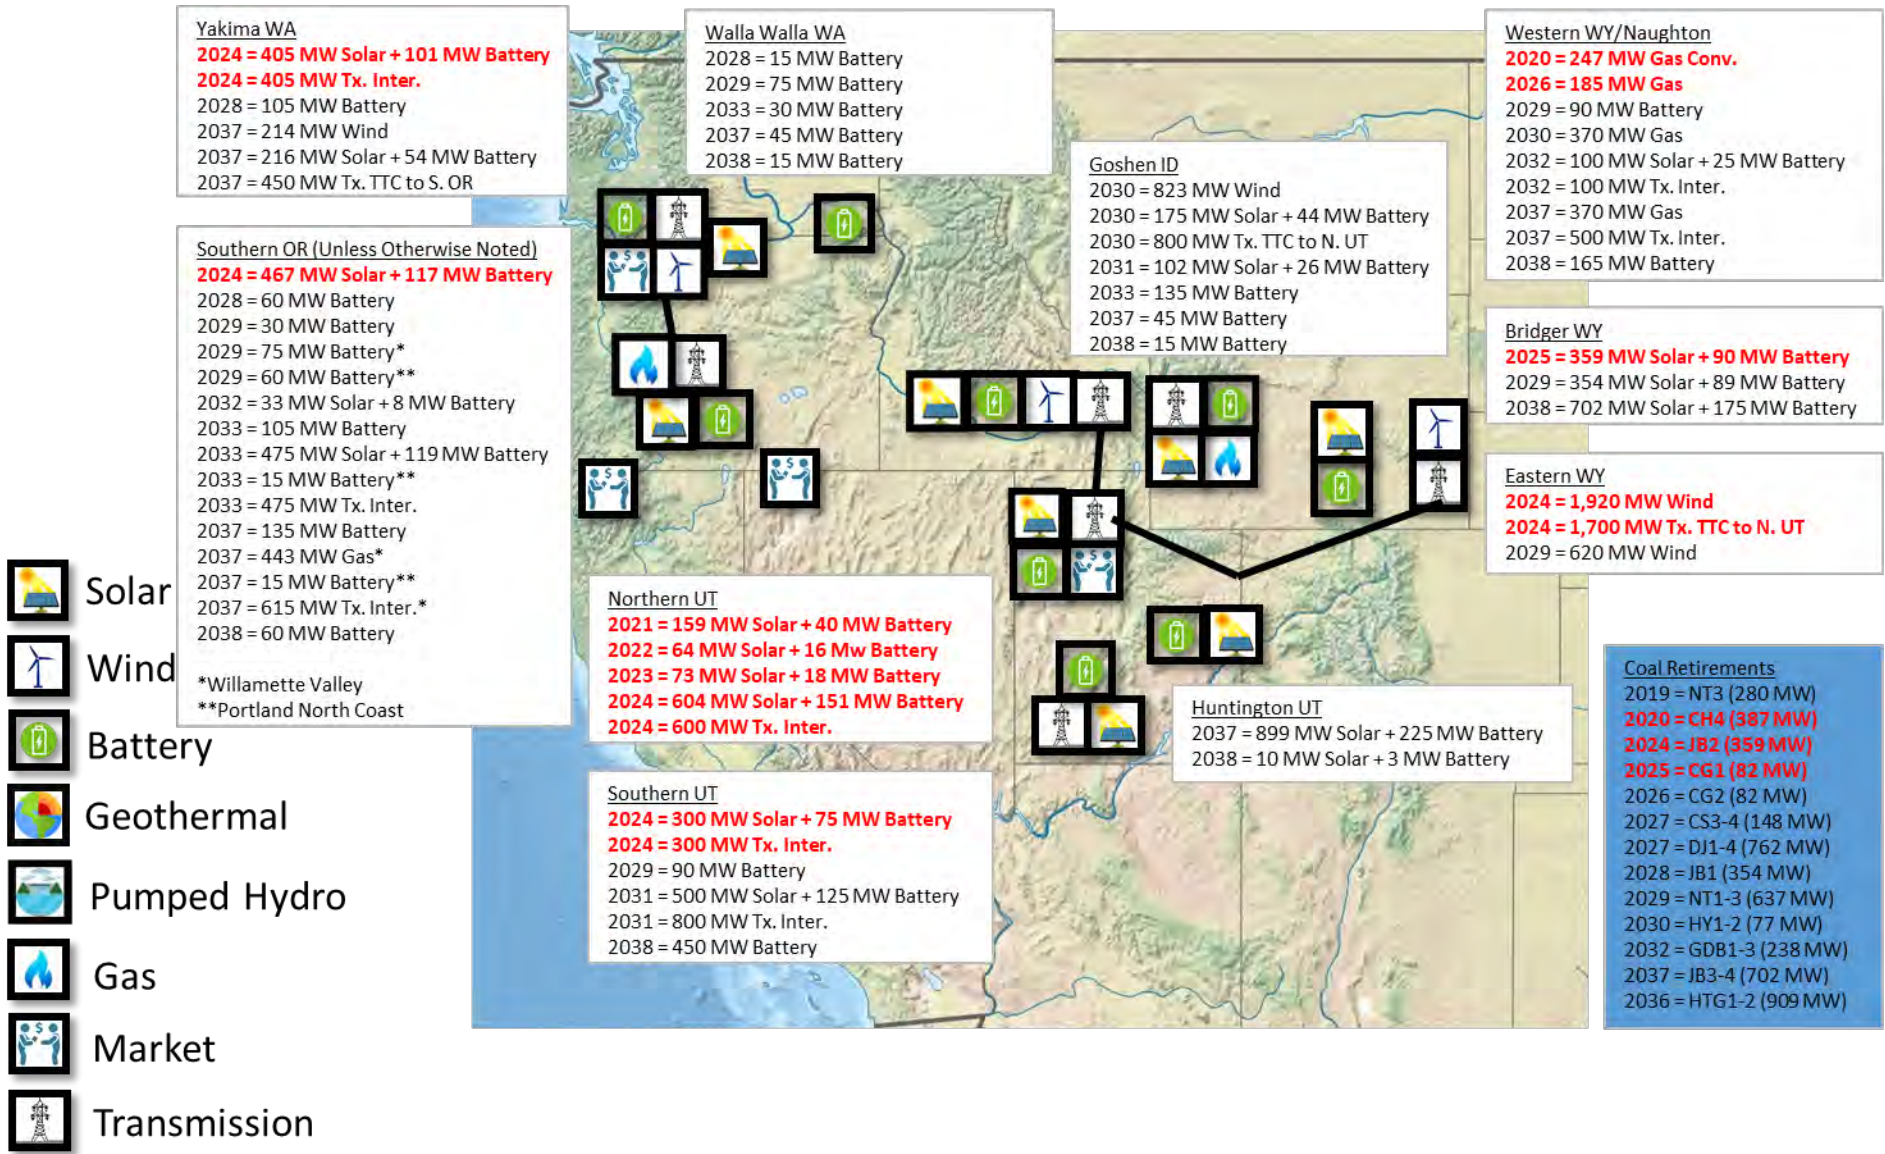 Yakima WA
2024 = 405 MW Solar + 101 MW Battery
2024 = 405 MW Tx. Inter.
2028 = 105 MW Battery
2037 = 214 MW Wind
2037 = 216 MW Solar + 54 MW Battery
2037 = 450 MW Tx. TTC to S. OR
Walla Walla WA
2028 = 15 MW Battery
2029 = 75 MW Battery
2033 = 30 MW Battery
2037 = 45 MW Battery
2038 = 15 MW Battery
Western WY/Naughton
2020 = 247 MW Gas Conv.
2026 = 185 MW Gas
2029 = 90 MW Battery
2030 = 370 MW Gas
2032 = 100 MW Solar + 25 MW Battery
2032 = 100 MW Tx. Inter.
2037 = 370 MW Gas
2037 = 500 MW Tx. Inter.
2038 = 165 MW Battery
Goshen ID
2030 = 823 MW Wind
2030 = 175 MW Solar + 44 MW Battery
2030 = 800 MW Tx. TTC to N. UT
2031 = 102 MW Solar + 26 MW Battery
2033 = 135 MW Battery
2037 = 45 MW Battery
2038 = 15 MW Battery
Southern OR (Unless Otherwise Noted)
2024 = 467 MW Solar + 117 MW Battery
2028 = 60 MW Battery
2029 = 30 MW Battery
2029 = 75 MW Battery*
2029 = 60 MW Battery**
2032 = 33 MW Solar + 8 MW Battery
2033 = 105 MW Battery
2033 = 475 MW Solar + 119 MW Battery
2033 = 15 MW Battery**
2033 = 475 MW Tx. Inter.
2037 = 135 MW Battery
2037 = 443 MW Gas*
2037 = 15 MW Battery**
2037 = 615 MW Tx. Inter.*
2038 = 60 MW Battery
*Willamette Valley
**Portland North Coast
Bridger WY
2025 = 359 MW Solar + 90 MW Battery
2029 = 354 MW Solar + 89 MW Battery
2038 = 702 MW Solar + 175 MW Battery
Eastern WY
2024 = 1,920 MW Wind
2024 = 1,700 MW Tx. TTC to N. UT
2029 = 620 MW Wind
Northern UT
2021 = 159 MW Solar + 40 MW Battery
2022 = 64 MW Solar + 16 Mw Battery
2023 = 73 MW Solar + 18 MW Battery
2024 = 604 MW Solar + 151 MW Battery
2024 = 600 MW Tx. Inter.
Huntington UT
2037 = 899 MW Solar + 225 MW Battery
2038 = 10 MW Solar + 3 MW Battery
Southern UT
2024 = 300 MW Solar + 75 MW Battery
2024 = 300 MW Tx. Inter.
2029 = 90 MW Battery
2031 = 500 MW Solar + 125 MW Battery
2031 = 800 MW Tx. Inter.
2038 = 450 MW Battery
Coal Retirements
2019 = NT3 (280 MW)
2020 = CH4 (387 MW)
2024 = JB2 (359 MW)
2025 = CG1 (82 MW)
2026 = CG2 (82 MW)
2027 = CS3-4 (148 MW)
2027 = DJ1-4 (762 MW)
2028 = JB1 (354 MW)
2029 = NT1-3 (637 MW)
2030 = HY1-2 (77 MW)
2032 = GDB1-3 (238 MW)
2037 = JB3-4 (702 MW)
2036 = HTG1-2 (909 MW)
Solar
Wind
Battery
Geothermal
Pumped Hydro
Gas
Market
Transmission